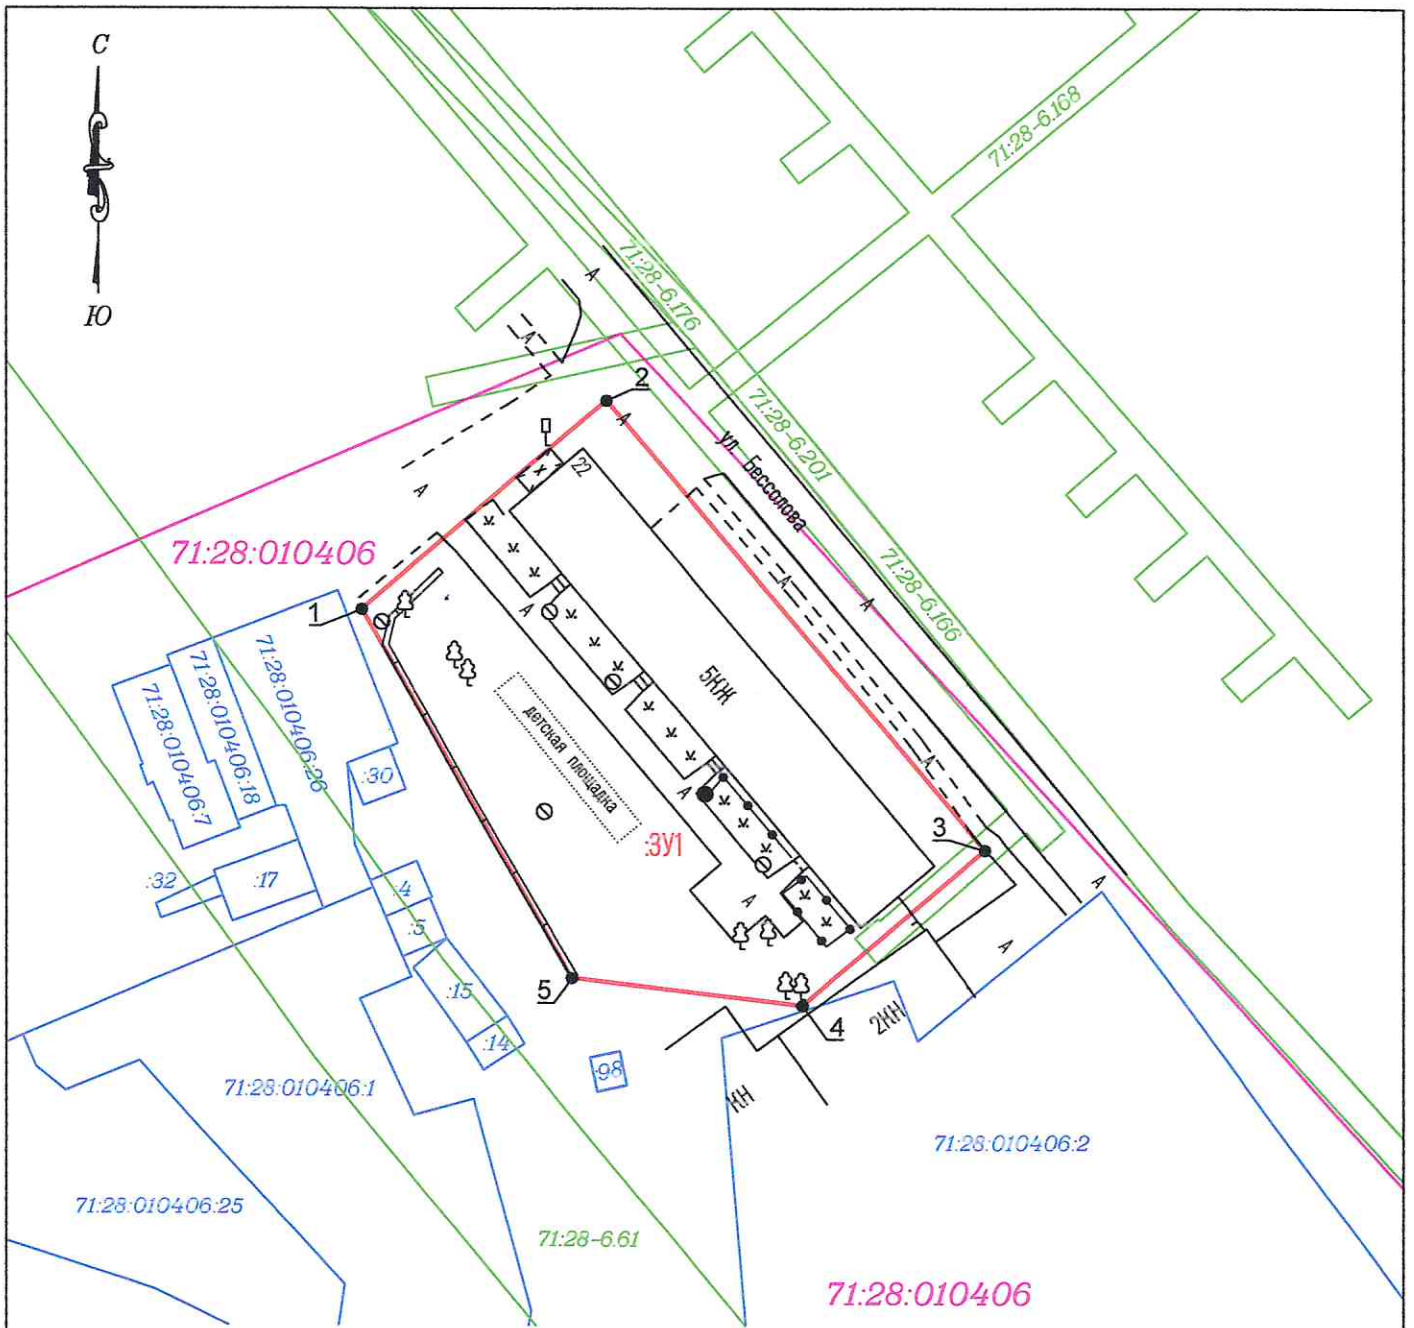 С
Ю
71:28-6.168
71:28-6.176
2
А
А
А
22
х
71:28-6.201
ул. Бессолова
А
71:28:010406
71:28-6.166
1
А
А
А
5КЖ
71:28:010406:26
71:28:010406:18
71:28:010406:7
:30
детская площадка
А
А
:ЗУ1
3
:32
:17
:4
:5
А
А
А
:15
5
4
2КН
:14
:98
КН
71:28:010406:1
71:28:010406:2
71:28:010406:25
71:28-6.61
71:28:010406